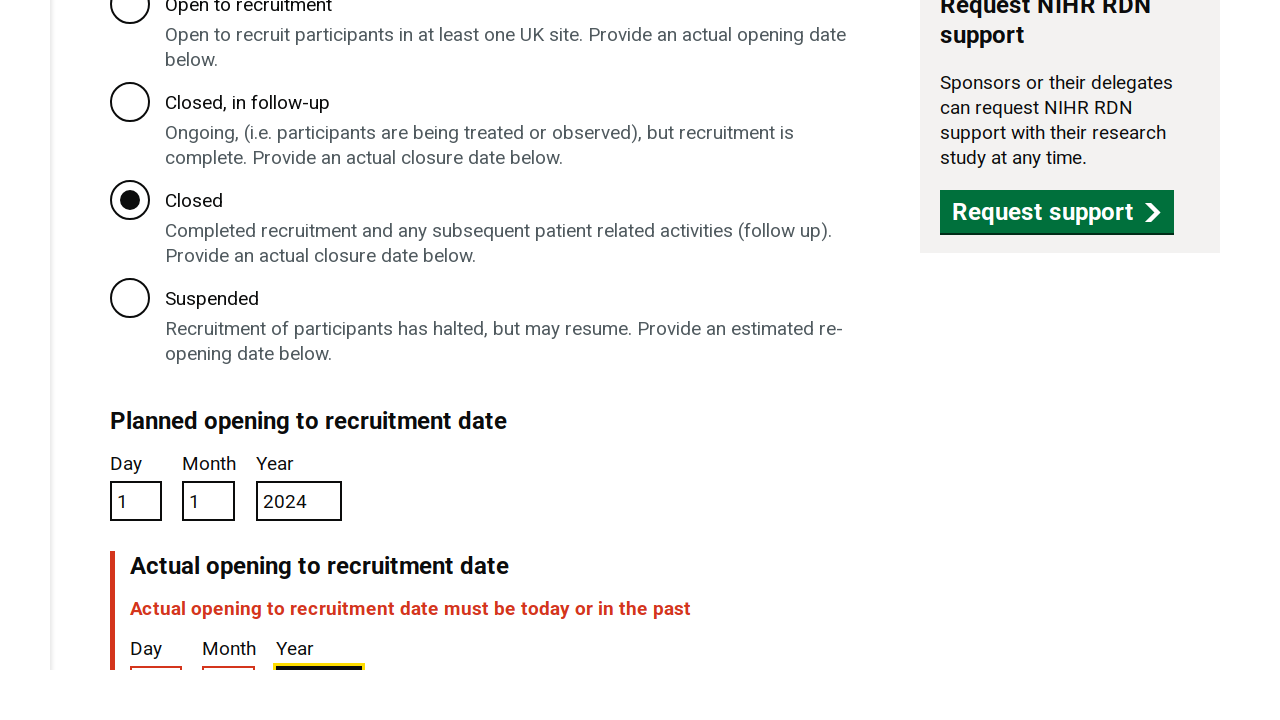 Open to recruitment
Open to recruit participants in at least one UK site. Provide an actual opening date
below.
Closed, in follow-up
Ongoing, (i.e. participants are being treated or observed), but recruitment is
complete. Provide an actual closure date below.
Closed
Completed recruitment and any subsequent patient related activities (follow up).
Provide an actual closure date below.
Suspended
Recruitment of participants has halted, but may resume. Provide an estimated re-
opening date below.
Planned opening to recruitment date
Day Month Year
1 1 2024
Actual opening to recruitment date
Actual opening to recruitment date must be today or in the past
Day Month Year
Request NIHR RDN
support
Sponsors or their delegates
can request NIHR RDN
support with their research
study at any time.
Request support